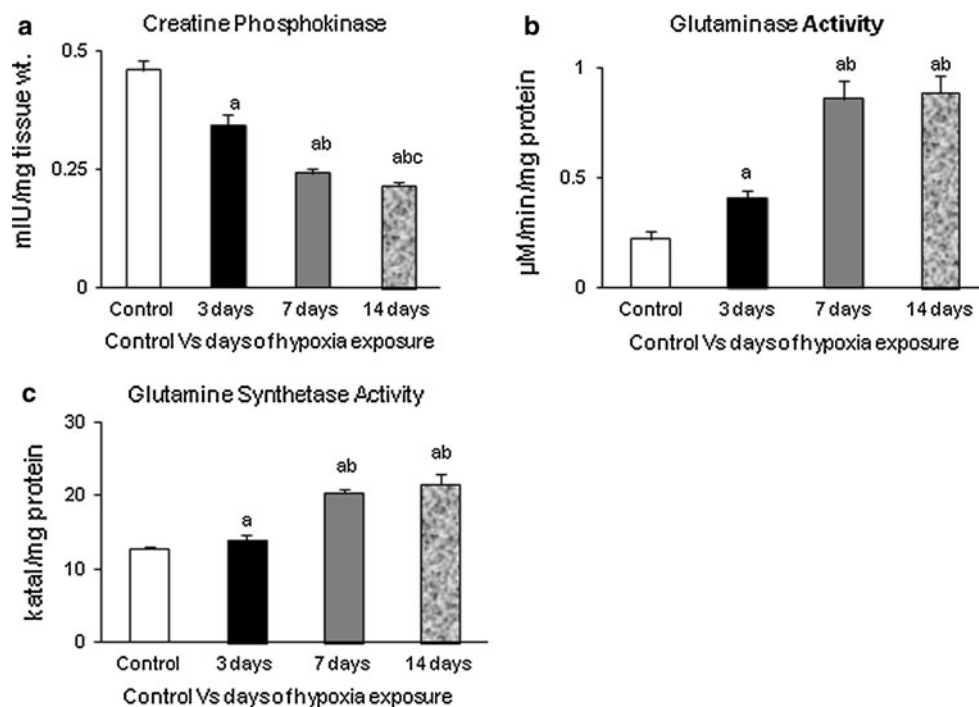 a
Creatine Phosphokinase
mIU/mg tissue wt.
0.5
0.25
0
a
ab
abc
Control
3 days
7 days
14 days
Control Vs days of hypoxia exposure
b
Glutaminase Activity
µM/min/mg protein
1
0.5
0
a
ab
ab
Control
3 days
7 days
14 days
Control Vs days of hypoxia exposure
c
Glutamine Synthetase Activity
katal/mg protein
30
20
10
0
a
ab
ab
Control
3 days
7 days
14 days
Control Vs days of hypoxia exposure